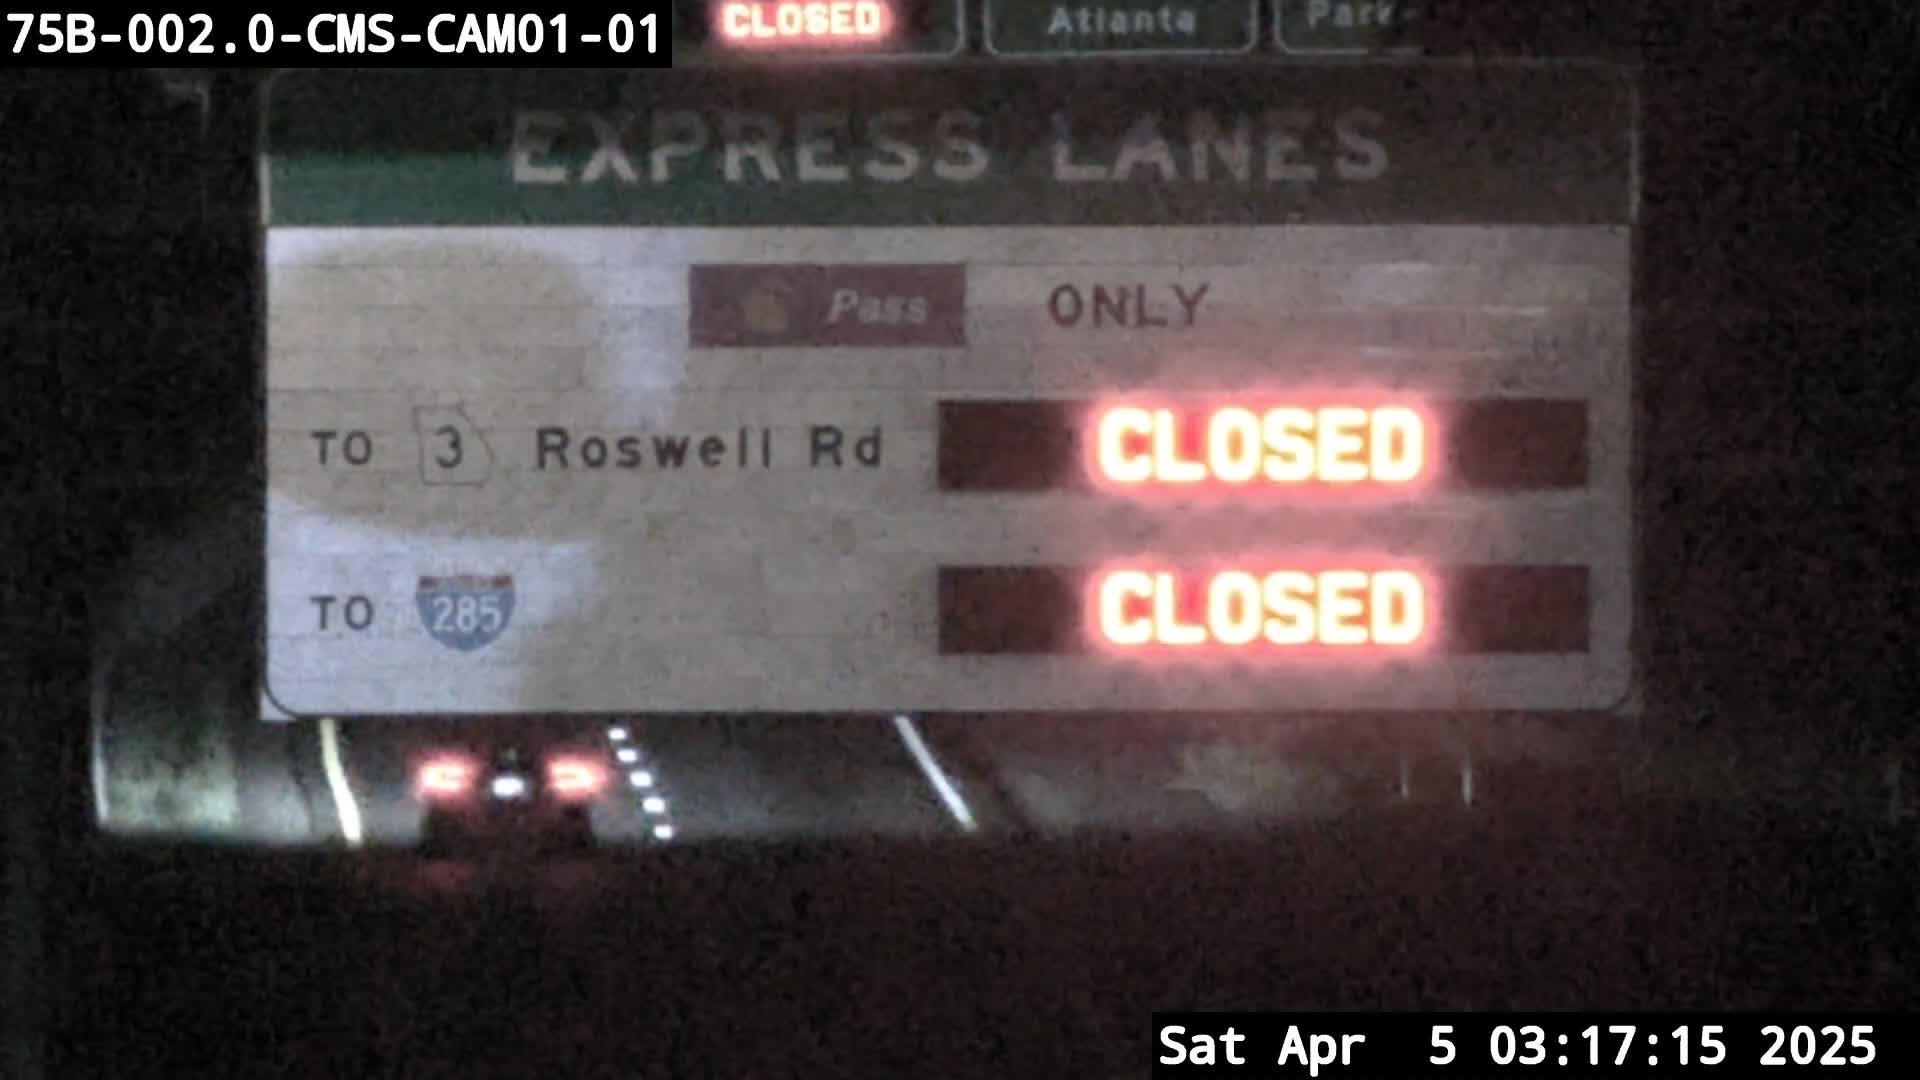 75B-002.0-CMS-CAM01-01
CLOSED
Atlanta
Park-
EXPRESS LANES
Pass ONLY
TO 3 Roswell Rd CLOSED
TO 285 CLOSED
Sat Apr 5 03:17:15 2025